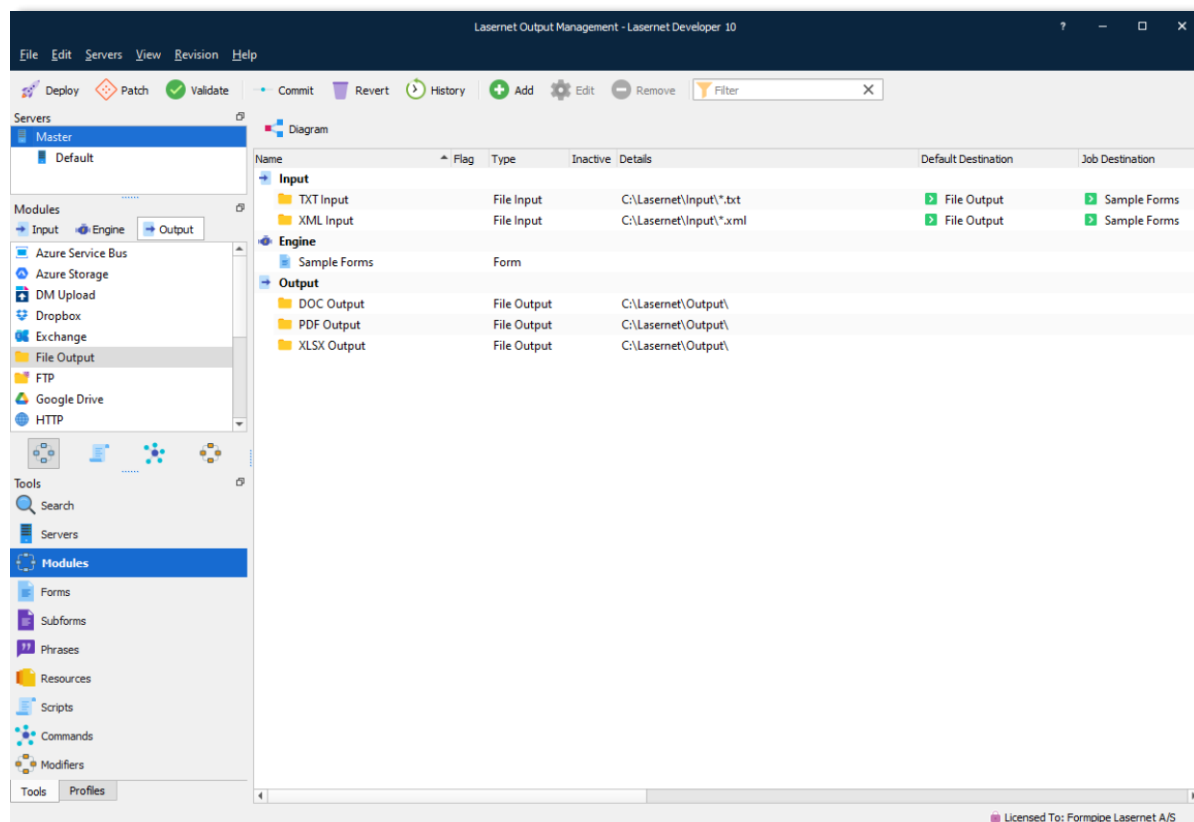 Lasernet Output Management - Lasernet Developer 10
File Edit Servers View Revision Help
Deploy Patch Validate Commit Revert History Add Edit Remove Filter
Servers
Master
Default
Modules
Input Engine Output
Azure Service Bus
Azure Storage
DM Upload
Dropbox
Exchange
File Output
FTP
Google Drive
HTTP
Tools
Search
Servers
Modules
Forms
Subforms
Phrases
Resources
Scripts
Commands
Modifiers
Tools Profiles
Diagram
Name Flag Type Inactive Details Default Destination Job Destination
Input
TXT Input File Input C:\Lasernet\Input\*.txt File Output Sample Forms
XML Input File Input C:\Lasernet\Input\*.xml File Output Sample Forms
Engine
Sample Forms Form
Output
DOC Output File Output C:\Lasernet\Output\
PDF Output File Output C:\Lasernet\Output\
XLSX Output File Output C:\Lasernet\Output\
Licensed To: Formpipe Lasernet A/S